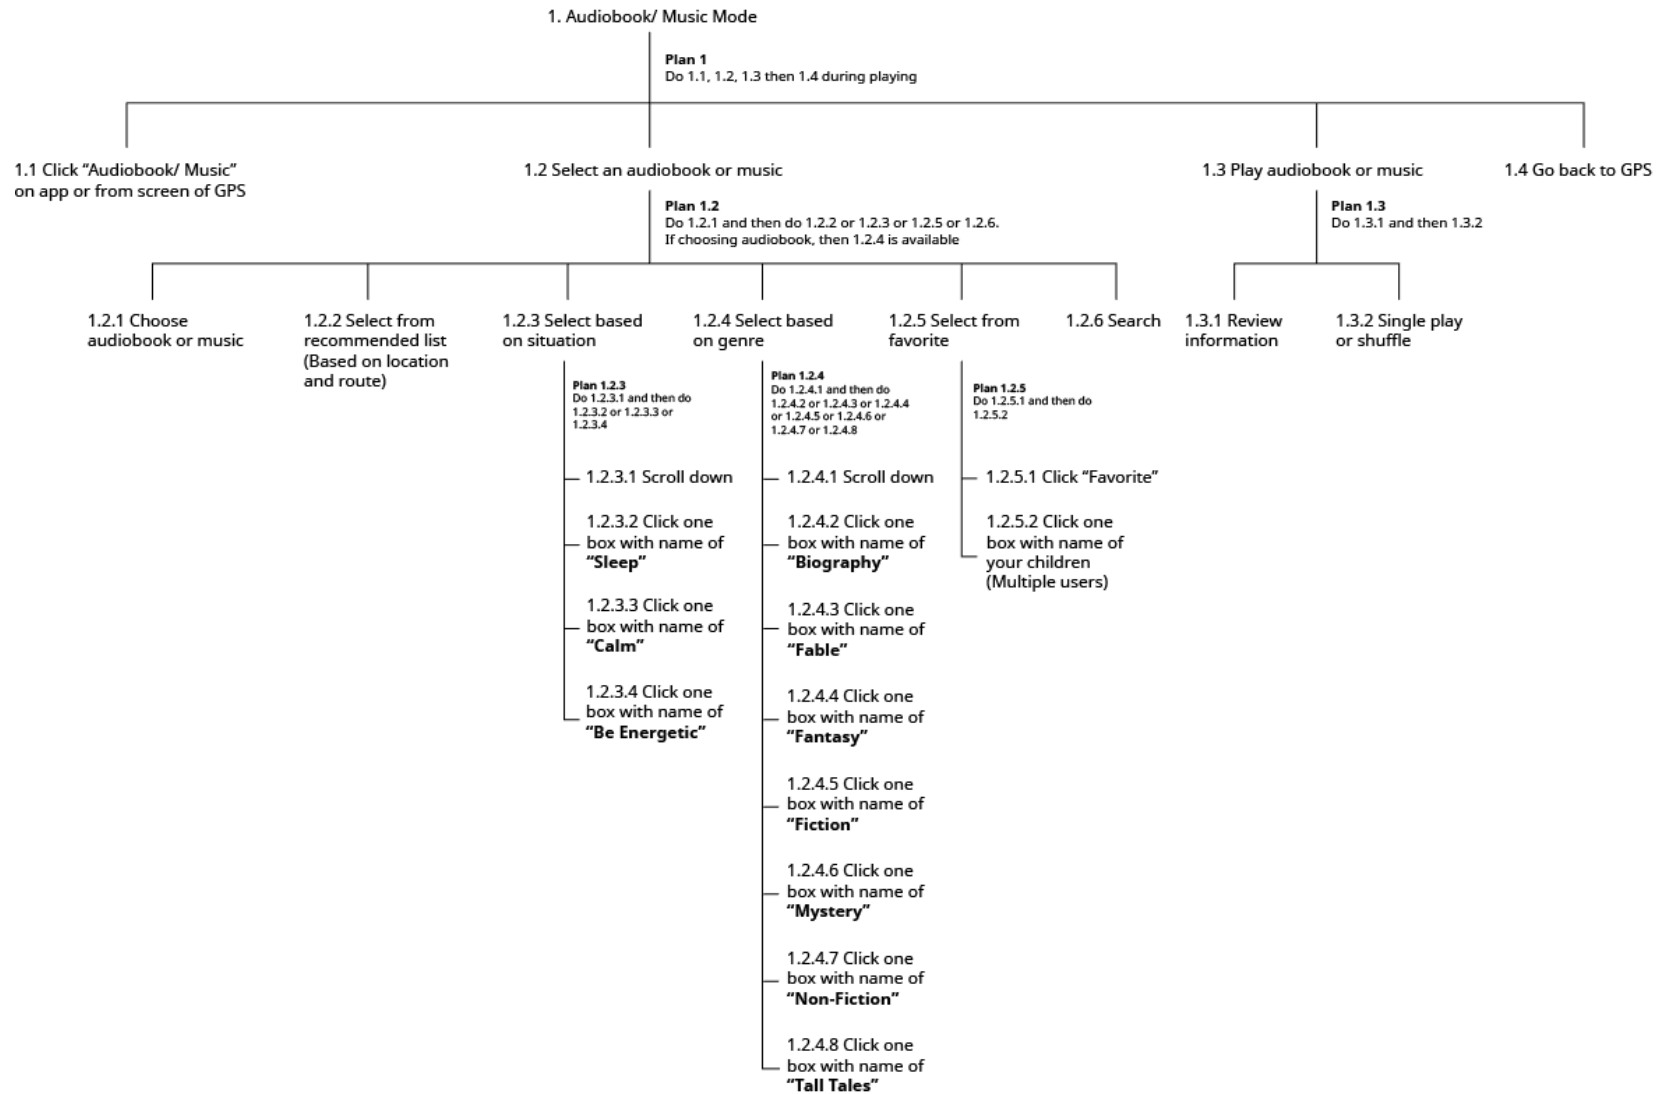 1. Audiobook/ Music Mode
Plan 1
Do 1.1, 1.2, 1.3 then 1.4 during playing
1.1 Click “Audiobook/ Music”
on app or from screen of GPS
1.2 Select an audiobook or music
1.3 Play audiobook or music
1.4 Go back to GPS
Plan 1.2
Do 1.2.1 and then do 1.2.2 or 1.2.3 or 1.2.5 or 1.2.6.
If choosing audiobook, then 1.2.4 is available
Plan 1.3
Do 1.3.1 and then 1.3.2
1.2.1 Choose
audiobook or music
1.2.2 Select from
recommended list
(Based on location
and route)
1.2.3 Select based
on situation
1.2.4 Select based
on genre
1.2.5 Select from
favorite
1.2.6 Search
1.3.1 Review
information
1.3.2 Single play
or shuffle
Plan 1.2.3
Do 1.2.3.1 and then do
1.2.3.2 or 1.2.3.3 or
1.2.3.4
1.2.3.1 Scroll down
1.2.3.2 Click one
box with name of
“Sleep”
1.2.3.3 Click one
box with name of
“Calm”
1.2.3.4 Click one
box with name of
“Be Energetic”
Plan 1.2.4
Do 1.2.4.1 and then do
1.2.4.2 or 1.2.4.3 or 1.2.4.4
or 1.2.4.5 or 1.2.4.6 or
1.2.4.7 or 1.2.4.8
1.2.4.1 Scroll down
1.2.4.2 Click one
box with name of
“Biography”
1.2.4.3 Click one
box with name of
“Fable”
1.2.4.4 Click one
box with name of
“Fantasy”
1.2.4.5 Click one
box with name of
“Fiction”
1.2.4.6 Click one
box with name of
“Mystery”
1.2.4.7 Click one
box with name of
“Non-Fiction”
1.2.4.8 Click one
box with name of
“Tall Tales”
Plan 1.2.5
Do 1.2.5.1 and then do
1.2.5.2
1.2.5.1 Click “Favorite”
1.2.5.2 Click one
box with name of
your children
(Multiple users)